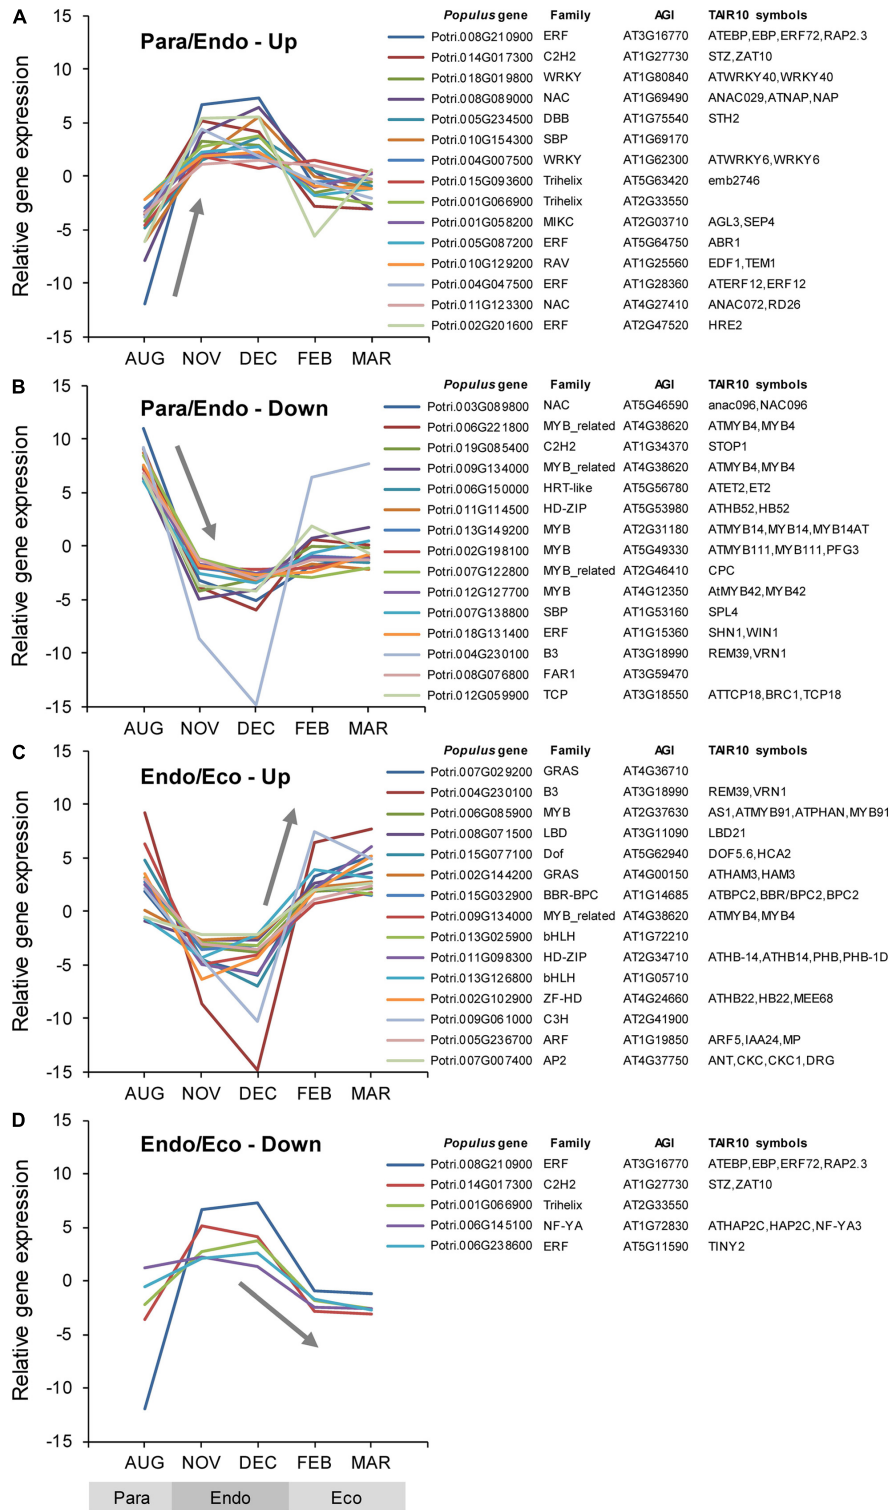 A
Populus gene Family AGI TAIR10 symbols
Para/Endo - Up
Relative gene expression
15
10
5
0
-5
-10
-15
AUG NOV DEC FEB MAR
Potri.008G210900 ERF AT3G16770 ATEBP,EBP,ERF72,RAP2.3
Potri.014G017300 C2H2 AT1G27730 STZ,ZAT10
Potri.018G019800 WRKY AT1G80840 ATWRKY40,WRKY40
Potri.008G089000 NAC AT1G69490 ANAC029,ATNAP,NAP
Potri.005G234500 DBB AT1G75540 STH2
Potri.010G154300 SBP AT1G69170
Potri.004G007500 WRKY AT1G62300 ATWRKY6,WRKY6
Potri.015G093600 Trihelix AT5G63420 emb2746
Potri.001G066900 Trihelix AT2G33550
Potri.001G058200 MIKC AT2G03710 AGL3,SEP4
Potri.005G087200 ERF AT5G64750 ABR1
Potri.010G129200 RAV AT1G25560 EDF1,TEM1
Potri.004G047500 ERF AT1G28360 ATERF12,ERF12
Potri.011G123300 NAC AT4G27410 ANAC072,RD26
Potri.002G201600 ERF AT2G47520 HRE2
B
Populus gene Family AGI TAIR10 symbols
Para/Endo - Down
Relative gene expression
15
10
5
0
-5
-10
-15
AUG NOV DEC FEB MAR
Potri.003G089800 NAC AT5G46590 anac096,NAC096
Potri.006G221800 MYB_related AT4G38620 ATMYB4,MYB4
Potri.019G085400 C2H2 AT1G34370 STOP1
Potri.009G134000 MYB_related AT4G38620 ATMYB4,MYB4
Potri.006G150000 HRT-like AT5G56780 ATET2,ET2
Potri.011G114500 HD-ZIP AT5G53980 ATHB52,HB52
Potri.013G149200 MYB AT2G31180 ATMYB14,MYB14,MYB14AT
Potri.002G198100 MYB AT5G49330 ATMYB111,MYB111,PFG3
Potri.007G122800 MYB_related AT2G46410 CPC
Potri.012G127700 MYB AT4G12350 AtMYB42,MYB42
Potri.007G138800 SBP AT1G53160 SPL4
Potri.018G131400 ERF AT1G15360 SHN1,WIN1
Potri.004G230100 B3 AT3G18990 REM39,VRN1
Potri.008G076800 FAR1 AT3G59470
Potri.012G059900 TCP AT3G18550 ATTCP18,BRC1,TCP18
C
Populus gene Family AGI TAIR10 symbols
Endo/Eco - Up
Relative gene expression
15
10
5
0
-5
-10
-15
AUG NOV DEC FEB MAR
Potri.007G029200 GRAS AT4G36710
Potri.004G230100 B3 AT3G18990 REM39,VRN1
Potri.006G085900 MYB AT2G37630 AS1,ATMYB91,ATPHAN,MYB91
Potri.008G071500 LBD AT3G11090 LBD21
Potri.015G077100 Dof AT5G62940 DOF5.6,HCA2
Potri.002G144200 GRAS AT4G00150 ATHAM3,HAM3
Potri.015G032900 BBR-BPC AT1G14685 ATBPC2,BBR/BPC2,BPC2
Potri.009G134000 MYB_related AT4G38620 ATMYB4,MYB4
Potri.013G025900 bHLH AT1G72210
Potri.011G098300 HD-ZIP AT2G34710 ATHB-14,ATHB14,PHB,PHB-1D
Potri.013G126800 bHLH AT1G05710
Potri.002G102900 ZF-HD AT4G24660 ATHB22,HB22,MEE68
Potri.009G061000 C3H AT2G41900
Potri.005G236700 ARF AT1G19850 ARF5,IAA24,MP
Potri.007G007400 AP2 AT4G37750 ANT,CKC,CKC1,DRG
D
Populus gene Family AGI TAIR10 symbols
Endo/Eco - Down
Relative gene expression
15
10
5
0
-5
-10
-15
AUG NOV DEC FEB MAR
Potri.008G210900 ERF AT3G16770 ATEBP,EBP,ERF72,RAP2.3
Potri.014G017300 C2H2 AT1G27730 STZ,ZAT10
Potri.001G066900 Trihelix AT2G33550
Potri.006G145100 NF-YA AT1G72830 ATHAP2C,HAP2C,NF-YA3
Potri.006G238600 ERF AT5G11590 TINY2
Para Endo Eco